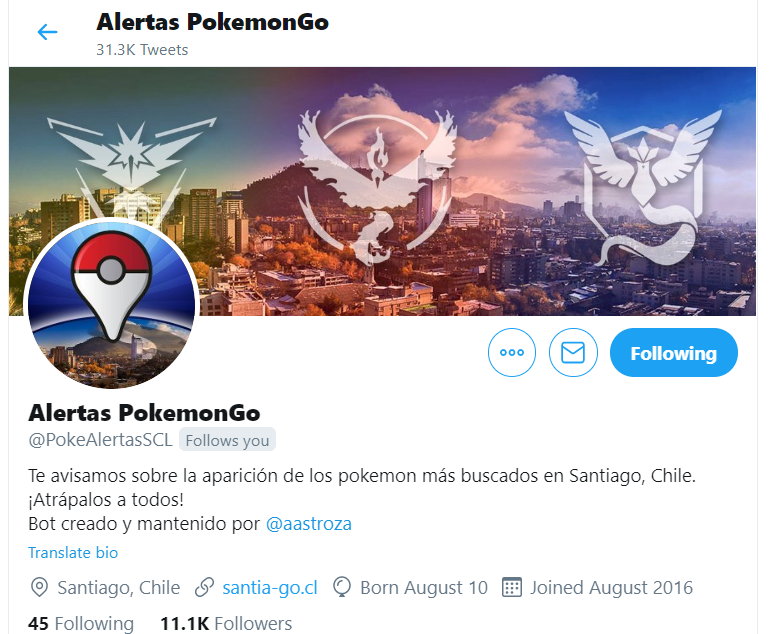 Alertas PokemonGo
31.3K Tweets
Following
Alertas PokemonGo
@PokeAlertasSCL Follows you
Te avisamos sobre la aparición de los pokemon más buscados en Santiago, Chile.
¡Atrápalos a todos!
Bot creado y mantenido por @aastroza
Translate bio
Santiago, Chile santia-go.cl Born August 10 Joined August 2016
45 Following 11.1K Followers